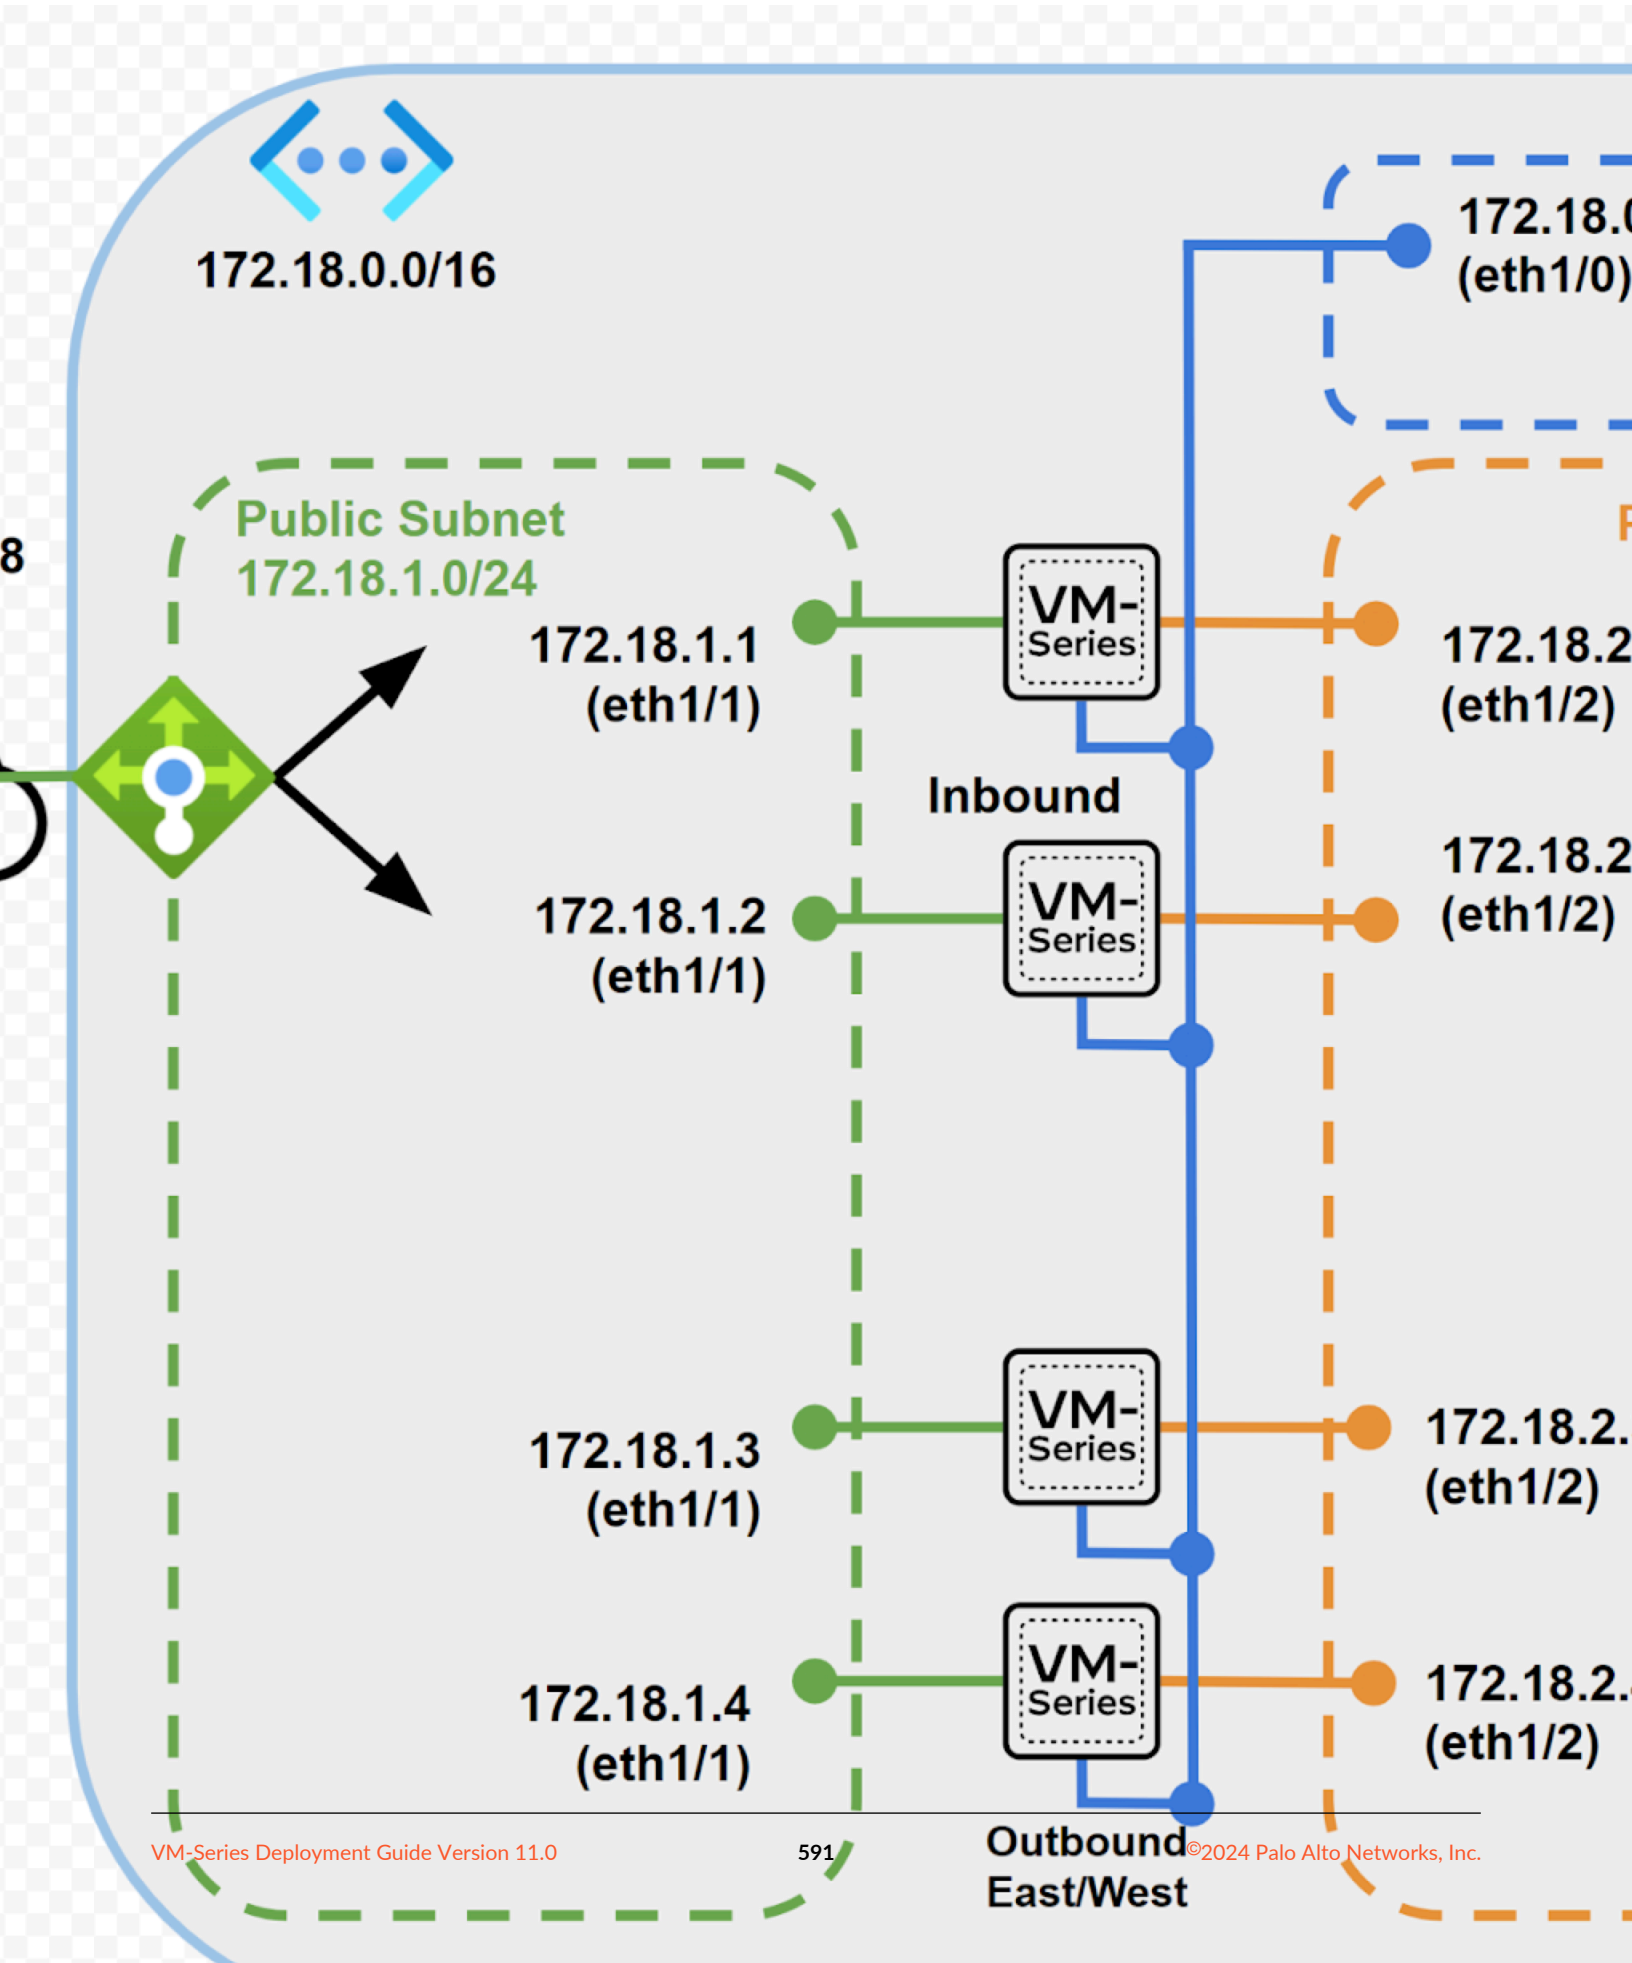 172.18.0.0/16
172.18.0
(eth1/0)
Public Subnet
172.18.1.0/24
8
172.18.1.1
(eth1/1)
VM-
Series
172.18.2
(eth1/2)
Inbound
172.18.1.2
(eth1/1)
VM-
Series
172.18.2
(eth1/2)
172.18.1.3
(eth1/1)
VM-
Series
172.18.2.
(eth1/2)
172.18.1.4
(eth1/1)
VM-
Series
172.18.2.
(eth1/2)
Outbound
East/West
VM-Series Deployment Guide Version 11.0
591
©2024 Palo Alto Networks, Inc.